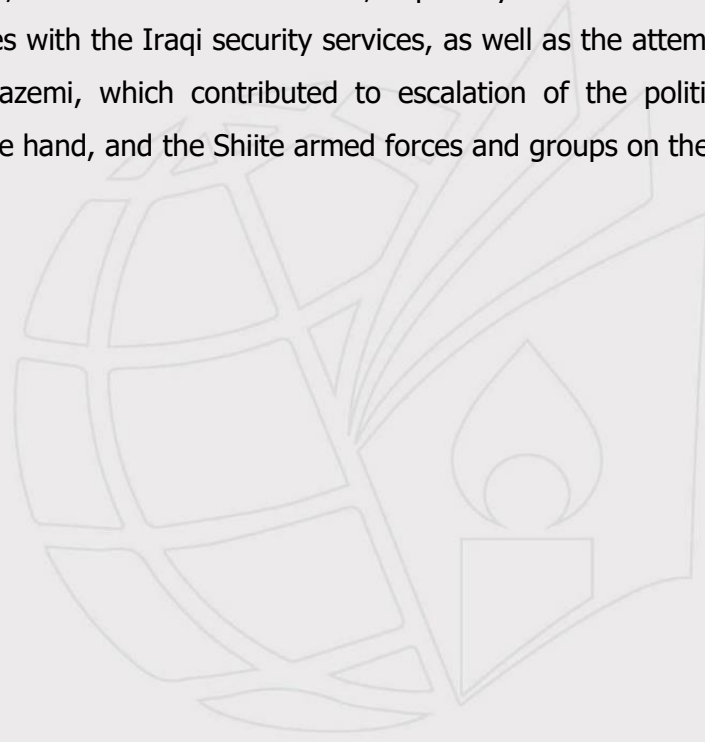 es with the Iraqi security services, as well as the attem
azemi, which contributed to escalation of the politi
e hand, and the Shiite armed forces and groups on the